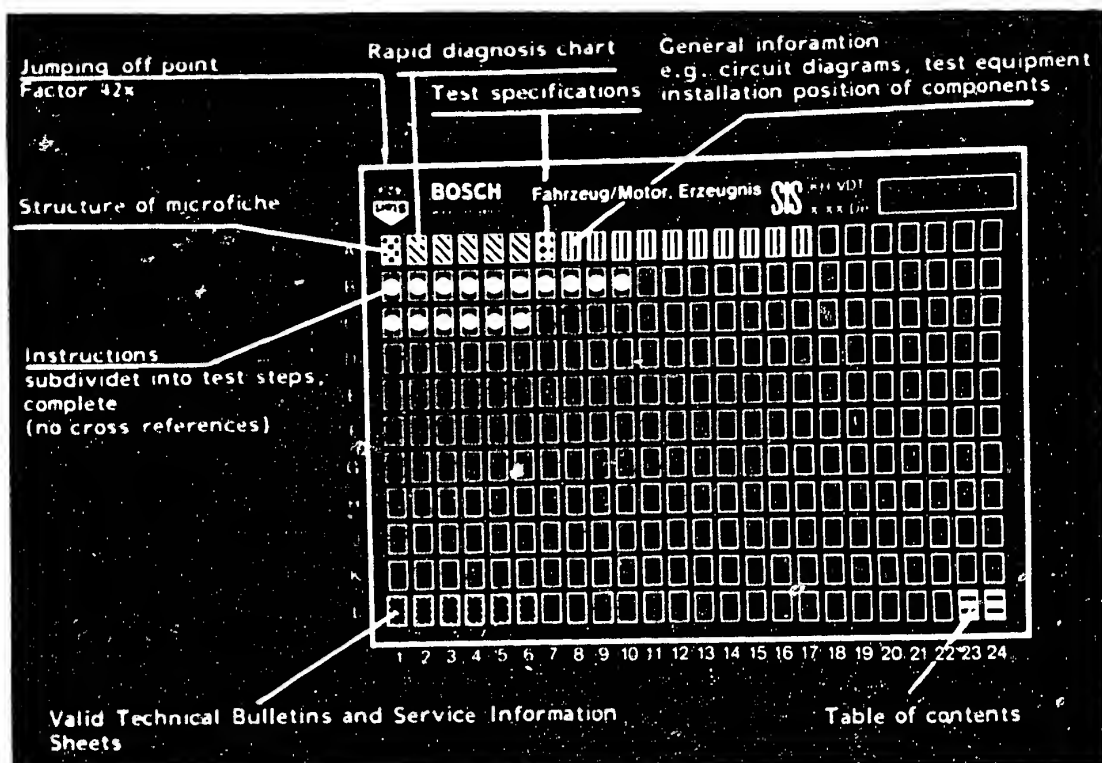 Jumping off point
Factor 42x
Rapid diagnosis chart
Test specifications
General inforamtion
e.g. circuit diagrams, test equipment
installation position of components
Structure of microfiche
BOSCH
Fahrzeug/Motor, Erzeugnis
SIS
A
B
Instructions
subdividet into test steps,
complete
(no cross references)
G
H
K
1 2 3 4 5 6 7 8 9 10 11 12 13 14 15 16 17 18 19 20 21 22 23 24
Valid Technical Bulletins and Service Information
Sheets
Table of contents